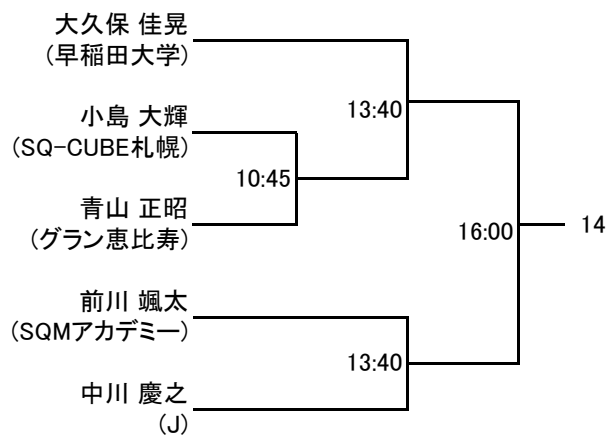 大久保 佳晃
(早稲田大学)
13:40
小島 大輝
(SQ-CUBE札幌)
10:45
青山 正昭
(グラン恵比寿)
16:00
14
前川 颯太
(SQMアカデミー)
13:40
中川 慶之
(J)